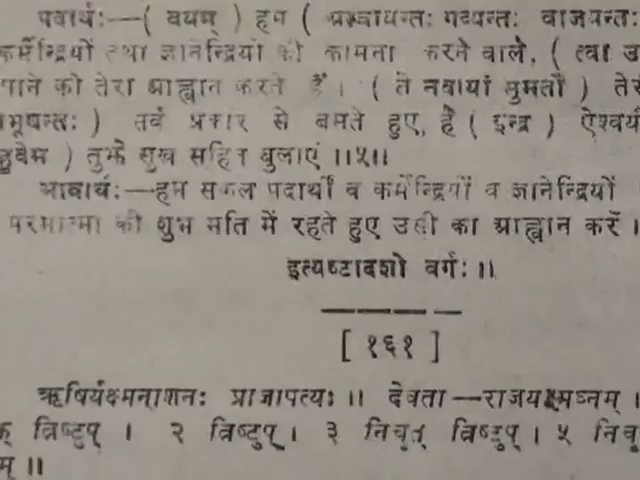 पदार्थः—( वयम् ) हम ( अश्वायन्तः गव्यन्तः वाजयन्तः
कर्मेन्द्रियों तथा ज्ञानेन्द्रियों की कामना करने वाले, ( त्वा उ
पाने को तेरा आह्वान करते हैं । ( ते नवायां सुमतौ ) तेर
भूषन्तः ) सर्व प्रकार से बसते हुए, है ( इन्द्र ) ऐश्वर्य
हुवेम ) तुझे सुख सहित बुलाएं ॥५॥
भावार्थः—हम सकल पदार्थों व कर्मेन्द्रियों व ज्ञानेन्द्रियों
परमात्मा की शुभ मति में रहते हुए उसी का आह्वान करें ।
इत्यष्टादशो वर्गः ॥
[ १६१ ]
ऋषिर्यक्ष्मनाशनः प्राजापत्यः ॥ देवता—राजयक्ष्मघ्नम् ।
क् त्रिष्टुप् । २ त्रिष्टुप् । ३ निचृत् त्रिष्टुप् । ५ निचृ
म् ॥